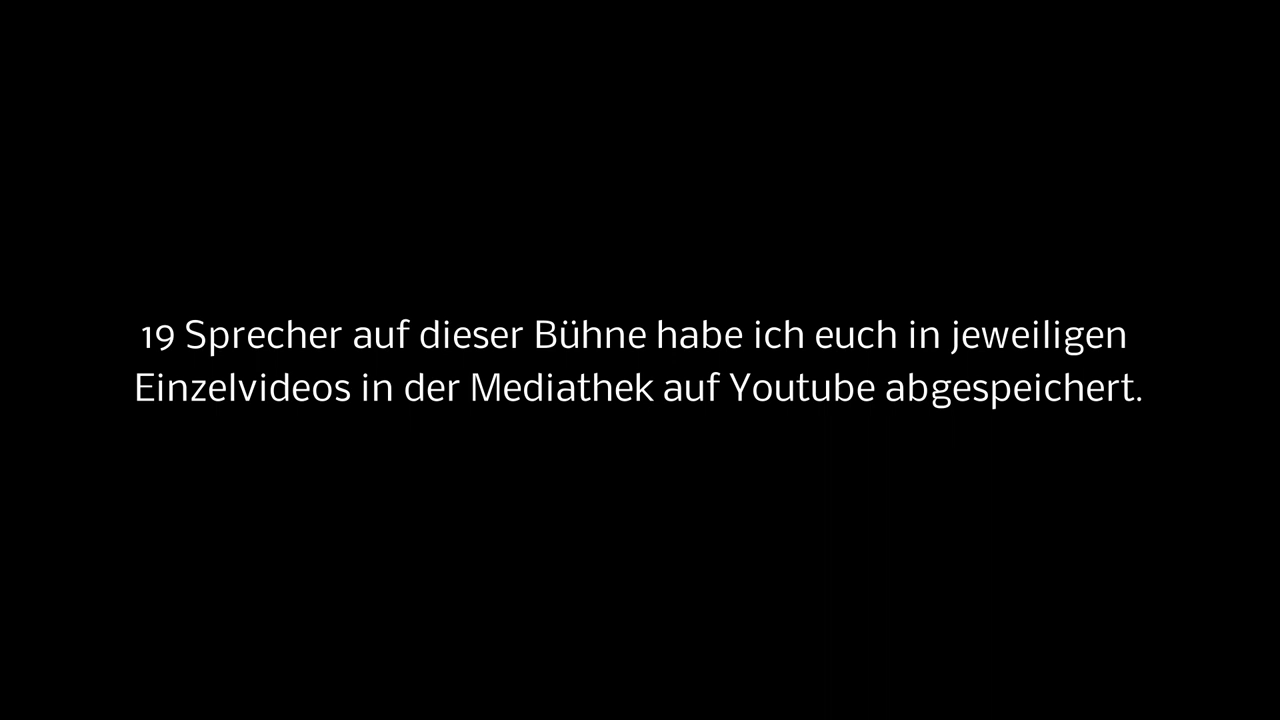 19 Sprecher auf dieser Bühne habe ich euch in jeweiligen
Einzelvideos in der Mediathek auf Youtube abgespeichert.